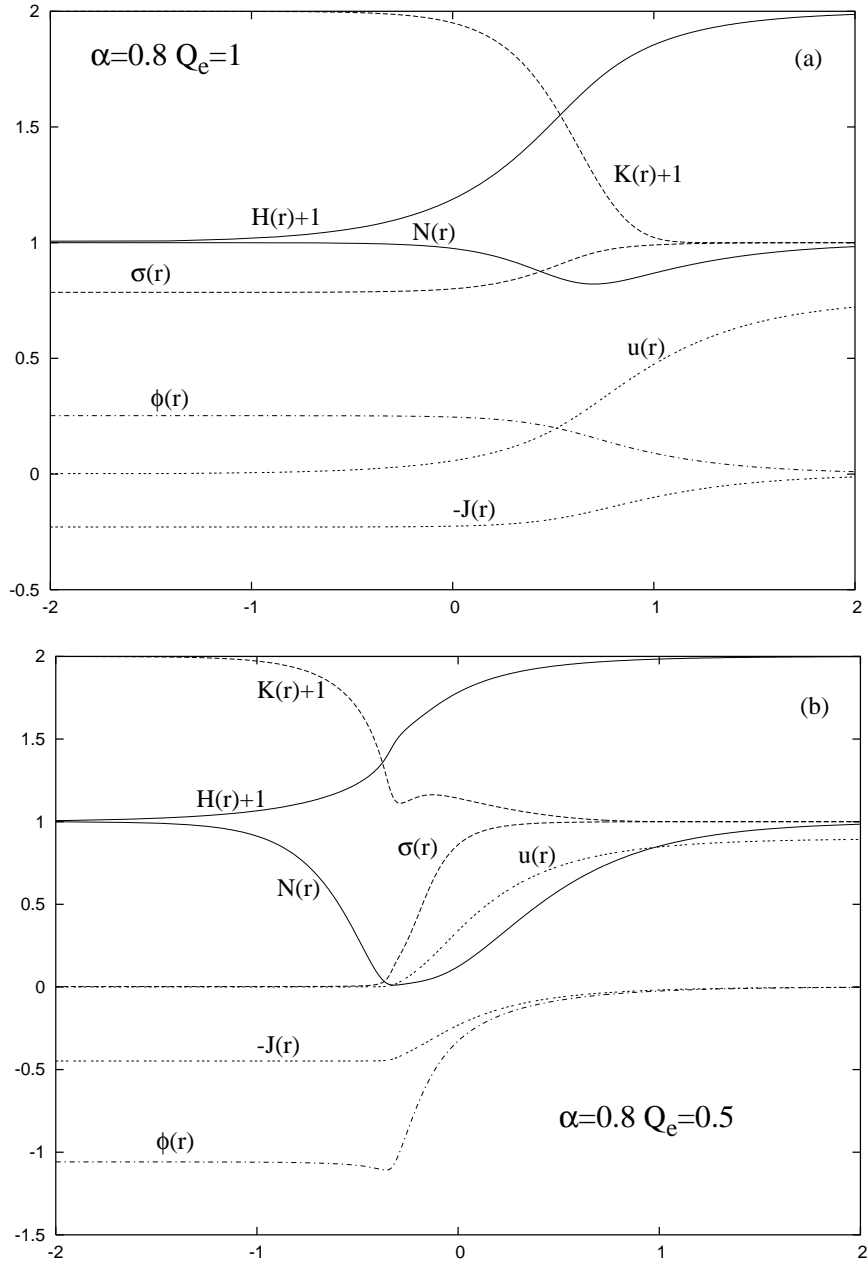 2
α=0.8 Q_e=1
(a)
1.5
K(r)+1
H(r)+1
N(r)
1
σ(r)
u(r)
0.5
ϕ(r)
0
-J(r)
-0.5
-2 -1 0 1 2
2
K(r)+1
(b)
1.5
H(r)+1
1
σ(r)
u(r)
N(r)
0.5
0
-J(r)
-0.5
α=0.8 Q_e=0.5
ϕ(r)
-1
-1.5
-2 -1 0 1 2